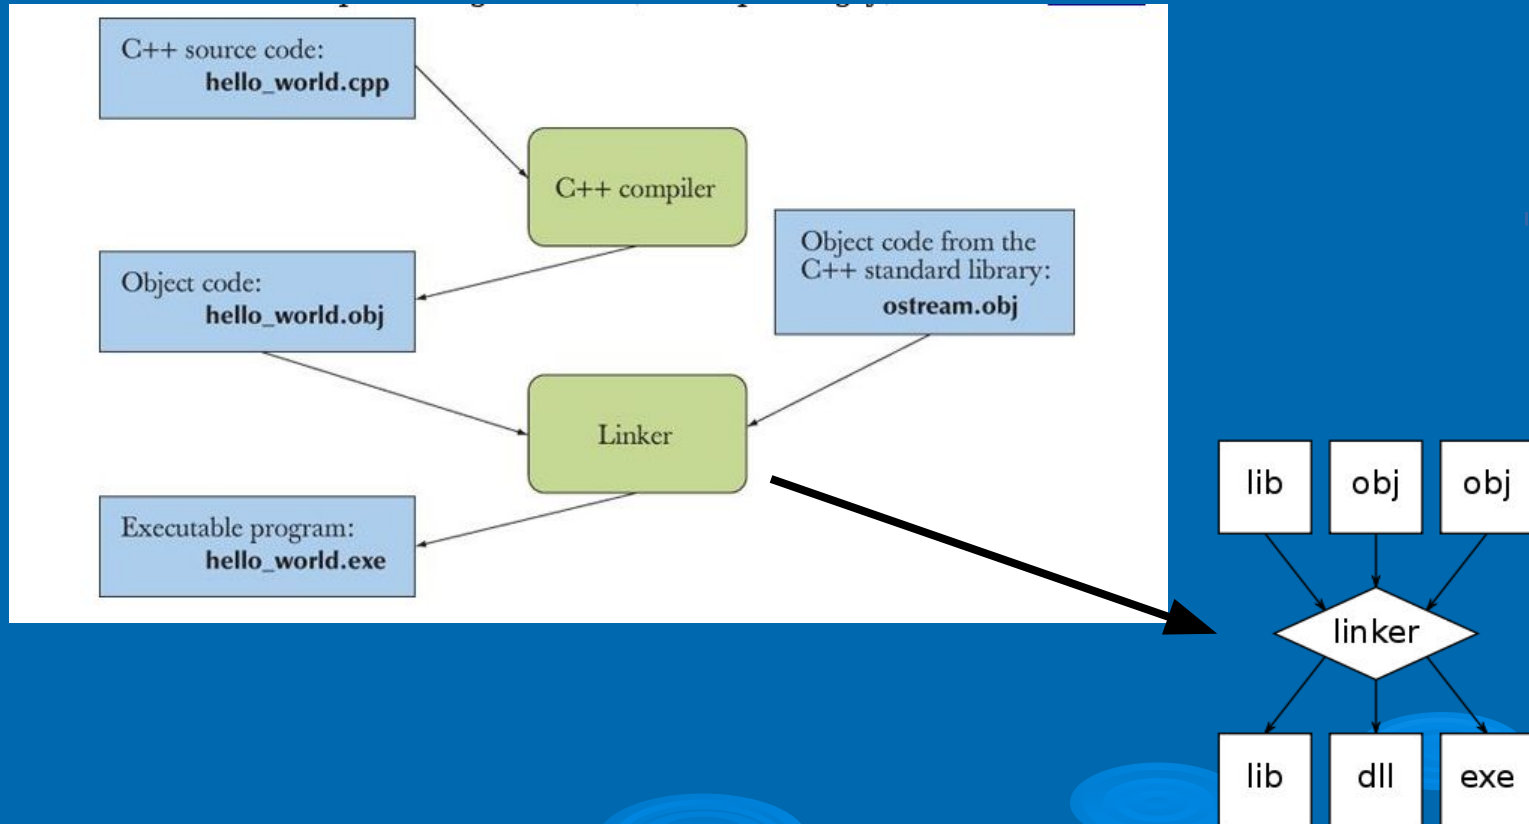 C++ source code:
hello_world.cpp
C++ compiler
Object code from the
C++ standard library:
ostream.obj
Object code:
hello_world.obj
Linker
Executable program:
hello_world.exe
lib
obj
obj
linker
lib
dll
exe